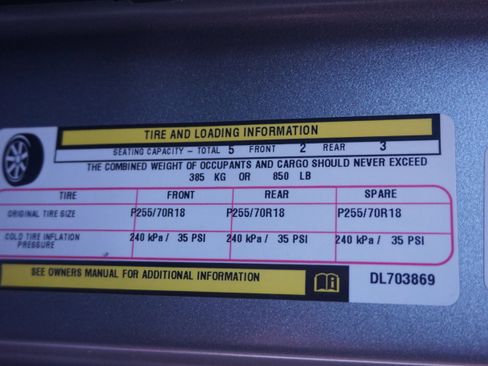 TIRE AND LOADING INFORMATION
SEATING CAPACITY - TOTAL 5 FRONT 2 REAR 3
THE COMBINED WEIGHT OF OCCUPANTS AND CARGO SHOULD NEVER EXCEED
385 KG OR 850 LB
TIRE FRONT REAR SPARE
ORIGINAL TIRE SIZE P255/70R18 P255/70R18 P255/70R18
COLD TIRE INFLATION PRESSURE 240 kPa / 35 PSI 240 kPa / 35 PSI 240 kPa / 35 PSI
SEE OWNERS MANUAL FOR ADDITIONAL INFORMATION DL703869